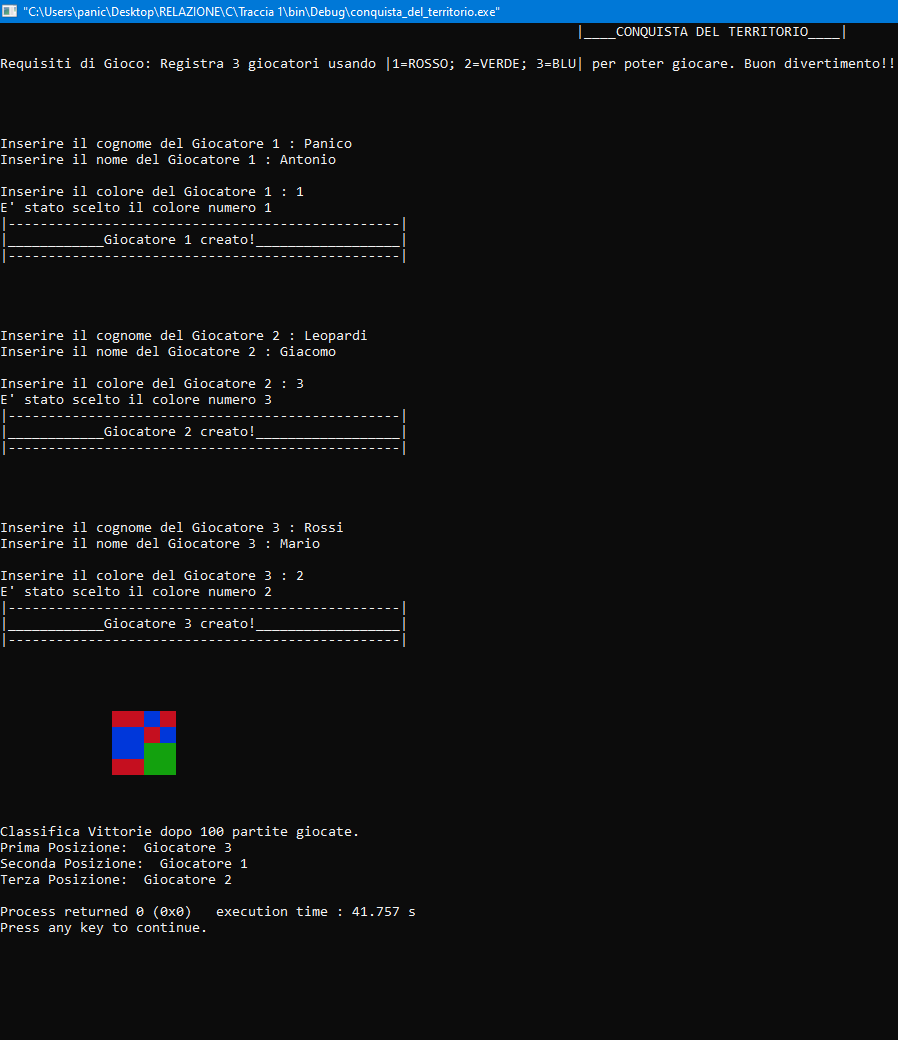 "C:\Users\panic\Desktop\RELAZIONE\C\Traccia 1\bin\Debug\conquista_del_territorio.exe"
|____CONQUISTA DEL TERRITORIO____|
Requisiti di Gioco: Registra 3 giocatori usando |1=ROSSO; 2=VERDE; 3=BLU| per poter giocare. Buon divertimento!!
Inserire il cognome del Giocatore 1 : Panico
Inserire il nome del Giocatore 1 : Antonio
Inserire il colore del Giocatore 1 : 1
E' stato scelto il colore numero 1
|-------------------------------------------------|
|____________Giocatore 1 creato!__________________|
|-------------------------------------------------|
Inserire il cognome del Giocatore 2 : Leopardi
Inserire il nome del Giocatore 2 : Giacomo
Inserire il colore del Giocatore 2 : 3
E' stato scelto il colore numero 3
|-------------------------------------------------|
|____________Giocatore 2 creato!__________________|
|-------------------------------------------------|
Inserire il cognome del Giocatore 3 : Rossi
Inserire il nome del Giocatore 3 : Mario
Inserire il colore del Giocatore 3 : 2
E' stato scelto il colore numero 2
|-------------------------------------------------|
|____________Giocatore 3 creato!__________________|
|-------------------------------------------------|
Classifica Vittorie dopo 100 partite giocate.
Prima Posizione:  Giocatore 3
Seconda Posizione:  Giocatore 1
Terza Posizione:  Giocatore 2
Process returned 0 (0x0)   execution time : 41.757 s
Press any key to continue.